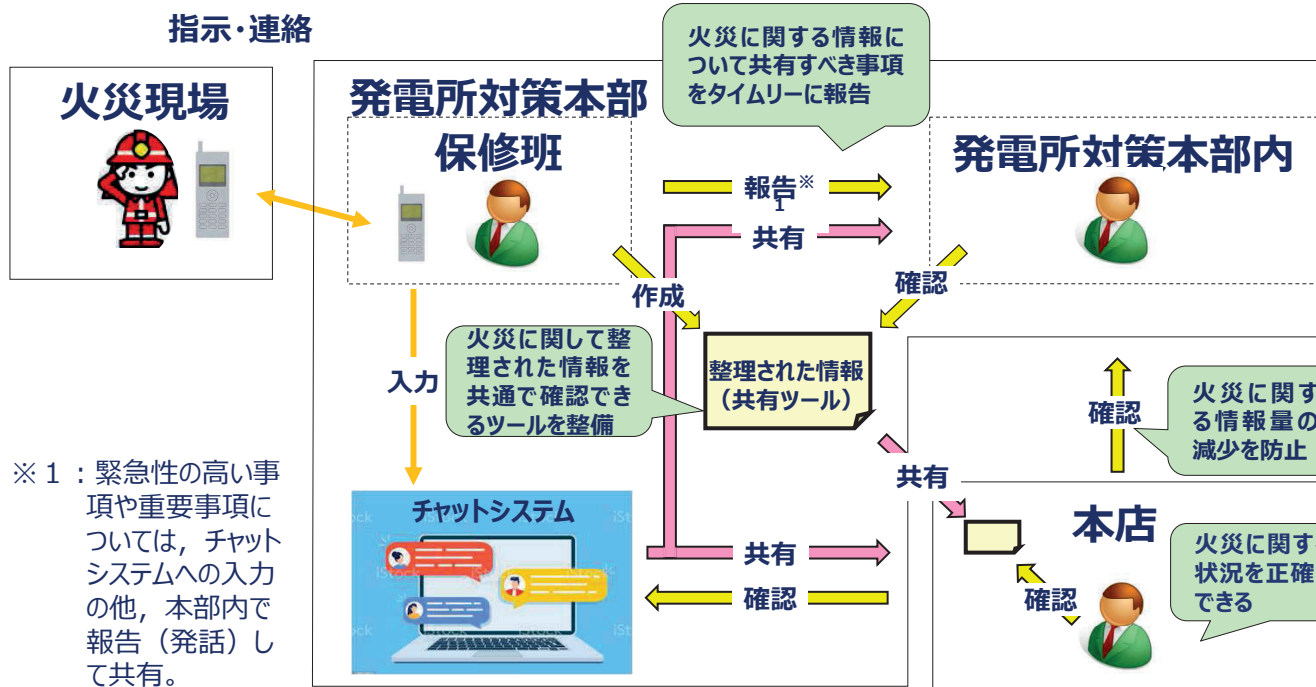 指示・連絡
火災現場
発電所対策本部
保修班
火災に関する情報に
ついて共有すべき事項
をタイムリーに報告
発電所対策本部内
報告※
1
共有
作成
確認
入力
火災に関して整
理された情報を
共通で確認でき
るツールを整備
整理された情報
（共有ツール）
確認
火災に関す
る情報量の
減少を防止
共有
※１：緊急性の高い事
項や重要事項に
ついては，チャット
システムへの入力
の他，本部内で
報告（発話）し
て共有。
チャットシステム
iStock
共有
確認
本店
確認
火災に関す
状況を正確
できる